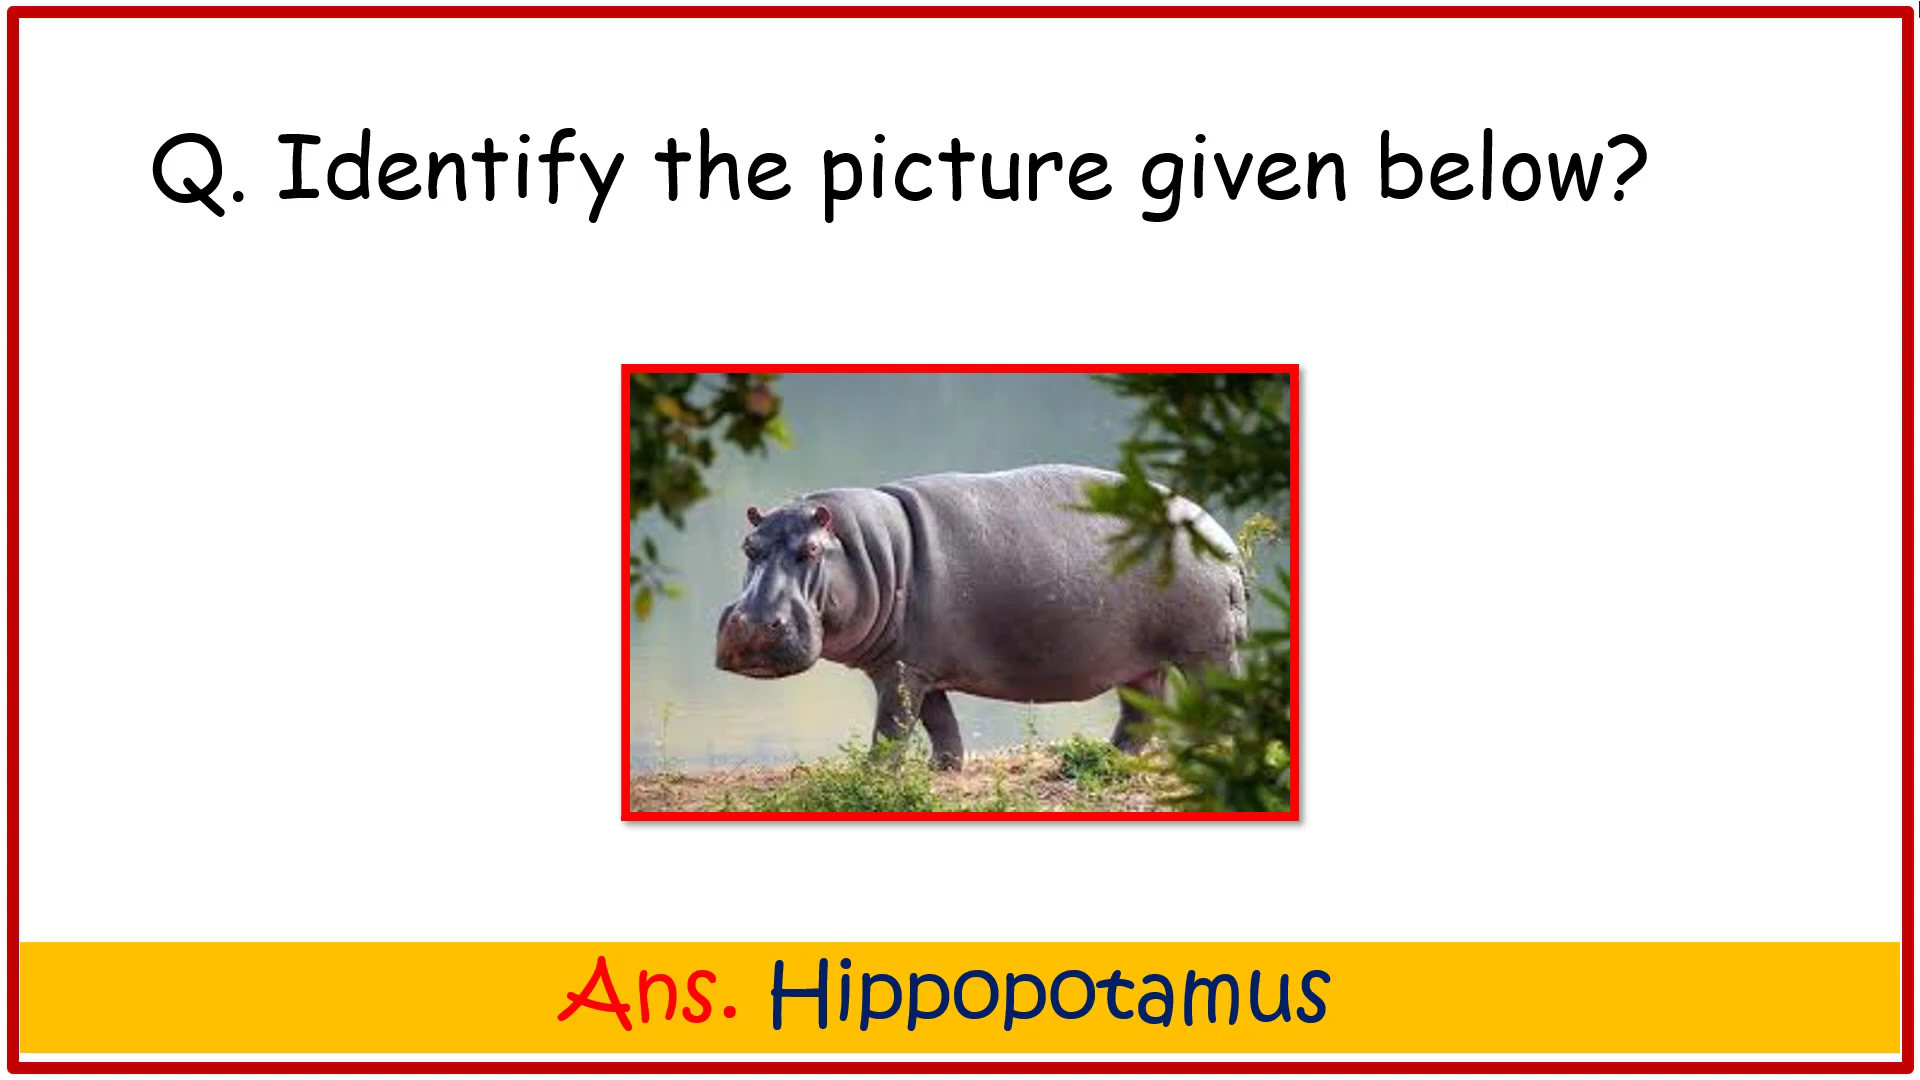 Q. Identify the picture given below?
Ans. Hippopotamus